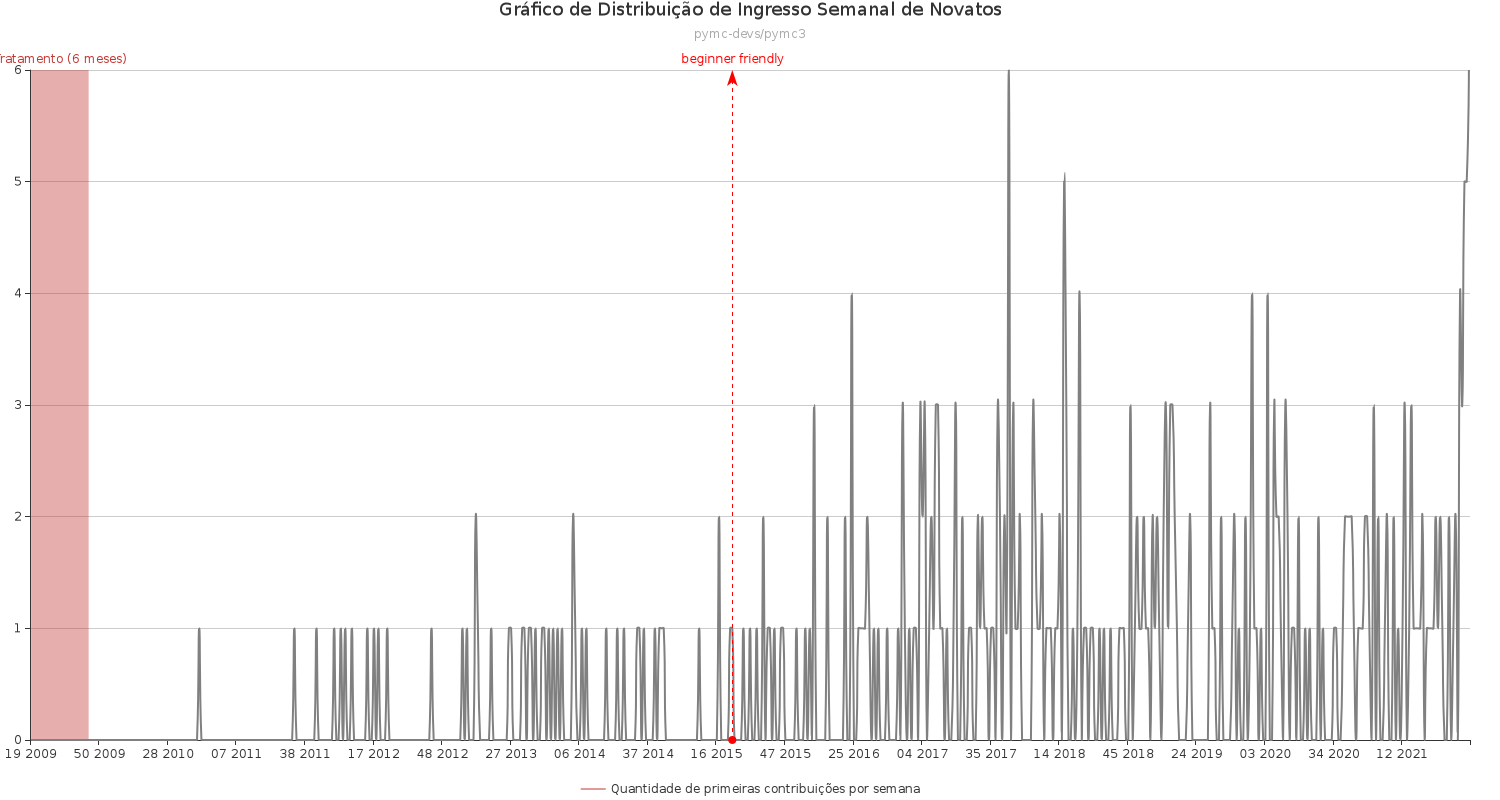 Gráfico de Distribuição de Ingresso Semanal de Novatos
pymc-devs/pymc3
ratamento (6 meses)
beginner friendly
6
5
4
3
2
1
0
19 2009 50 2009 28 2010 07 2011 38 2011 17 2012 48 2012 27 2013 06 2014 37 2014 16 2015 47 2015 25 2016 04 2017 35 2017 14 2018 45 2018 24 2019 03 2020 34 2020 12 2021
Quantidade de primeiras contribuições por semana